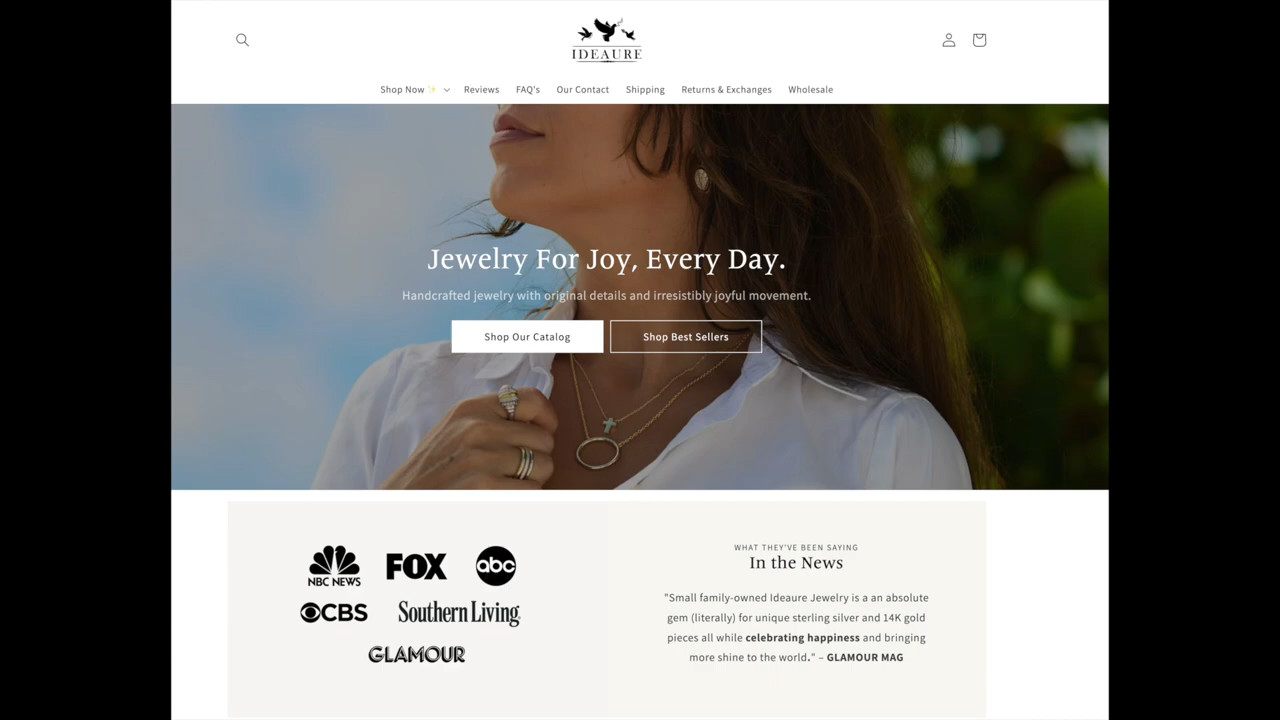 IDEAURE
Shop Now ✨ Reviews FAQ's Our Contact Shipping Returns & Exchanges Wholesale
Jewelry For Joy, Every Day.
Handcrafted jewelry with original details and irresistibly joyful movement.
Shop Our Catalog Shop Best Sellers
NBC NEWS FOX abc
CBS Southern Living
GLAMOUR
WHAT THEY'VE BEEN SAYING
In the News
"Small family-owned Ideaure Jewelry is a an absolute
gem (literally) for unique sterling silver and 14K gold
pieces all while celebrating happiness and bringing
more shine to the world." – GLAMOUR MAG